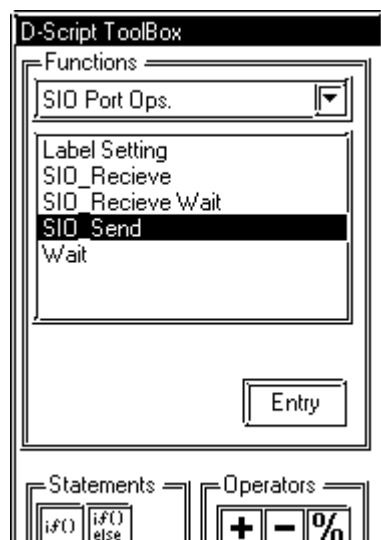 D-Script ToolBox
Functions
SIO Port Ops.
Label Setting
SIO_Recieve
SIO_Recieve Wait
SIO_Send
Wait
Entry
Statements
Operators
if() if() + - %
else